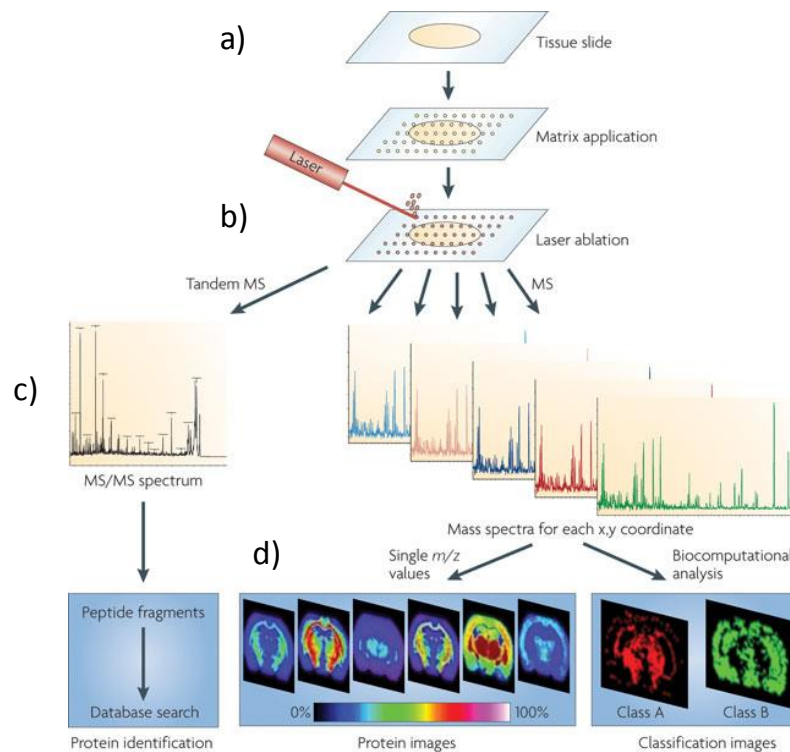 a)
Tissue slide
Matrix application
Laser
b)
Laser ablation
Tandem MS
MS
c)
MS/MS spectrum
Mass spectra for each x,y coordinate
d)
Single m/z
values
Biocomputational
analysis
Peptide fragments
Database search
0%
100%
Class A
Class B
Protein identification
Protein images
Classification images